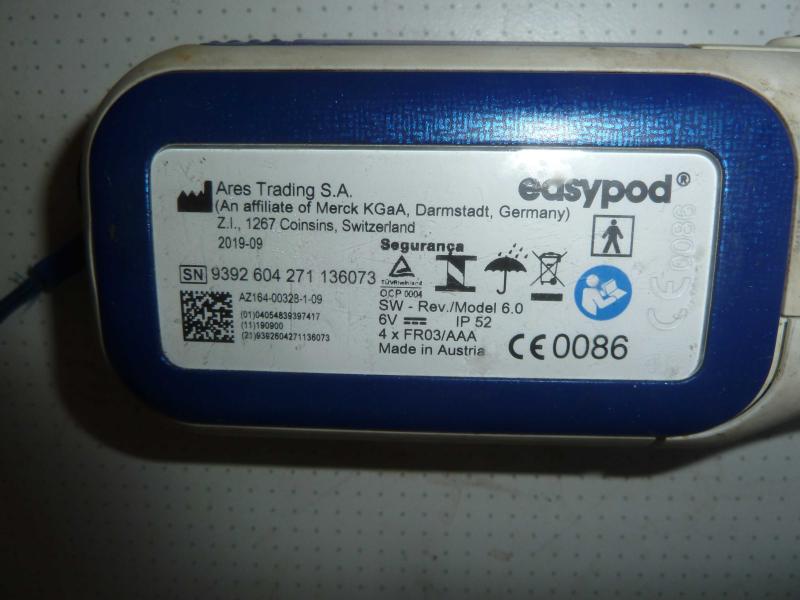 Ares Trading S.A.
(An affiliate of Merck KGaA, Darmstadt, Germany)
Z.I., 1267 Coinsins, Switzerland
2019-09
easypod®
Segurança
TÜVRheinland
OCP 0004
SN 9392 604 271 136073
AZ164-00328-1-09
(01)04054839397417
(11)190900
(21)9392604271136073
SW - Rev./Model 6.0
6V IP 52
4 x FR03/AAA
Made in Austria
CE 0086
CE 0086